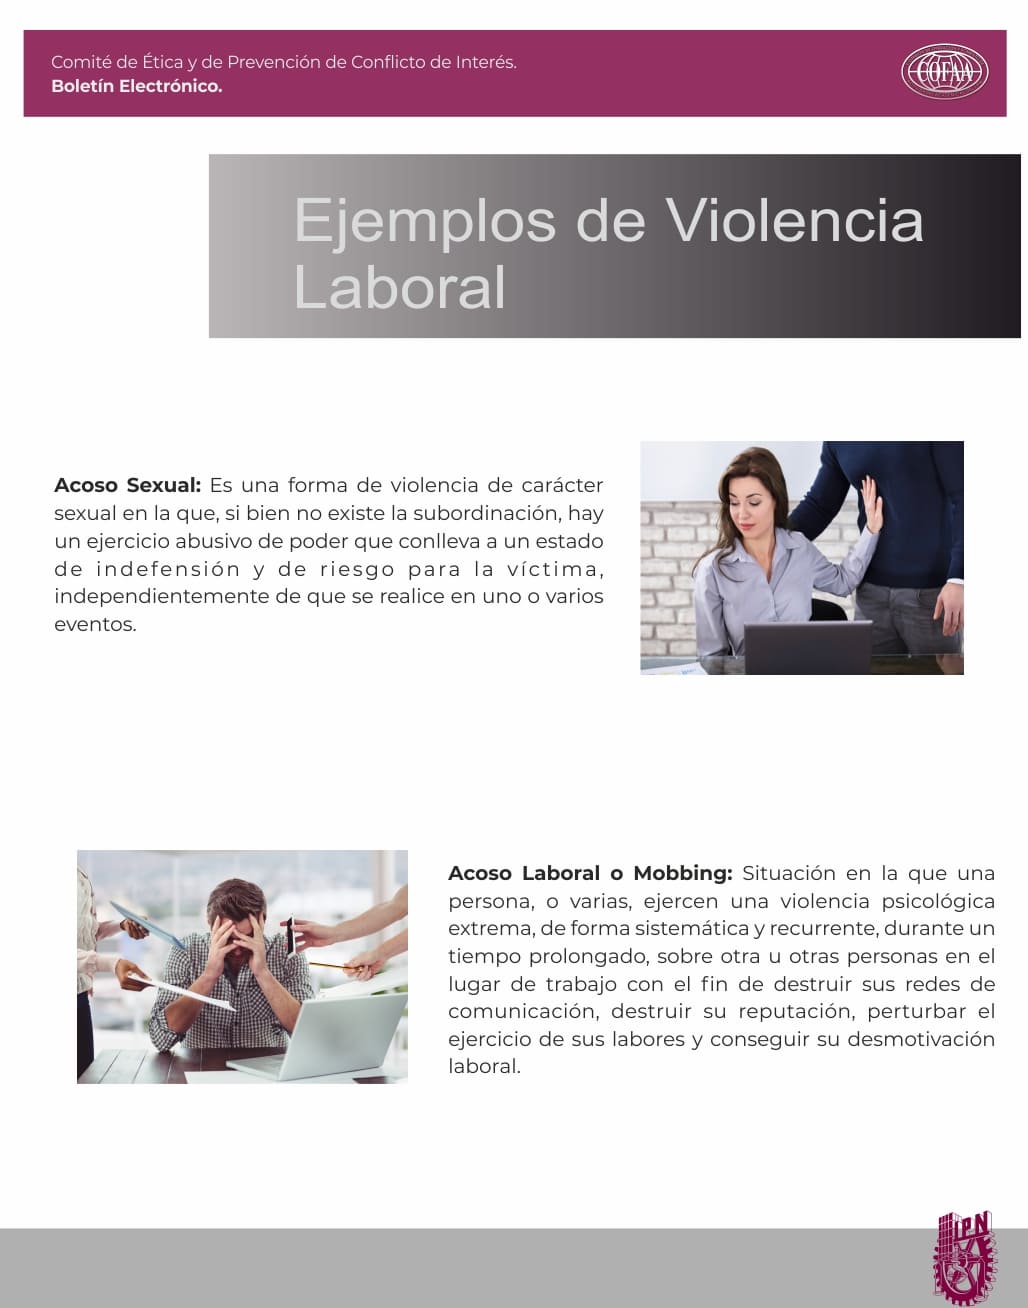 Comité de Ética y de Prevención de Conflicto de Interés.
Boletín Electrónico.
COFAA
Ejemplos de Violencia
Laboral
Acoso Sexual: Es una forma de violencia de carácter
sexual en la que, si bien no existe la subordinación, hay
un ejercicio abusivo de poder que conlleva a un estado
de indefensión y de riesgo para la víctima,
independientemente de que se realice en uno o varios
eventos.
Acoso Laboral o Mobbing: Situación en la que una
persona, o varias, ejercen una violencia psicológica
extrema, de forma sistemática y recurrente, durante un
tiempo prolongado, sobre otra u otras personas en el
lugar de trabajo con el fin de destruir sus redes de
comunicación, destruir su reputación, perturbar el
ejercicio de sus labores y conseguir su desmotivación
laboral.
IPN